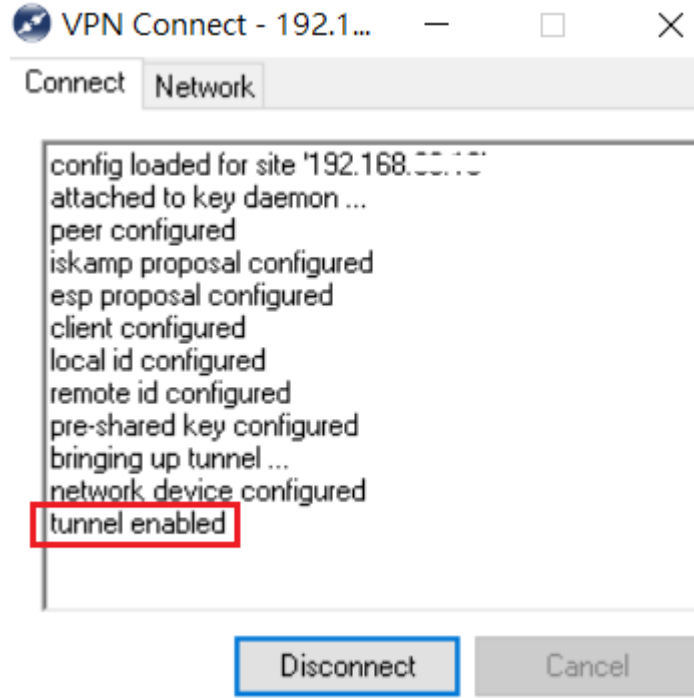 VPN Connect - 192.1...
Connect Network
config loaded for site '192.168.
attached to key daemon ...
peer configured
iskamp proposal configured
esp proposal configured
client configured
local id configured
remote id configured
pre-shared key configured
bringing up tunnel ...
network device configured
tunnel enabled
Disconnect Cancel